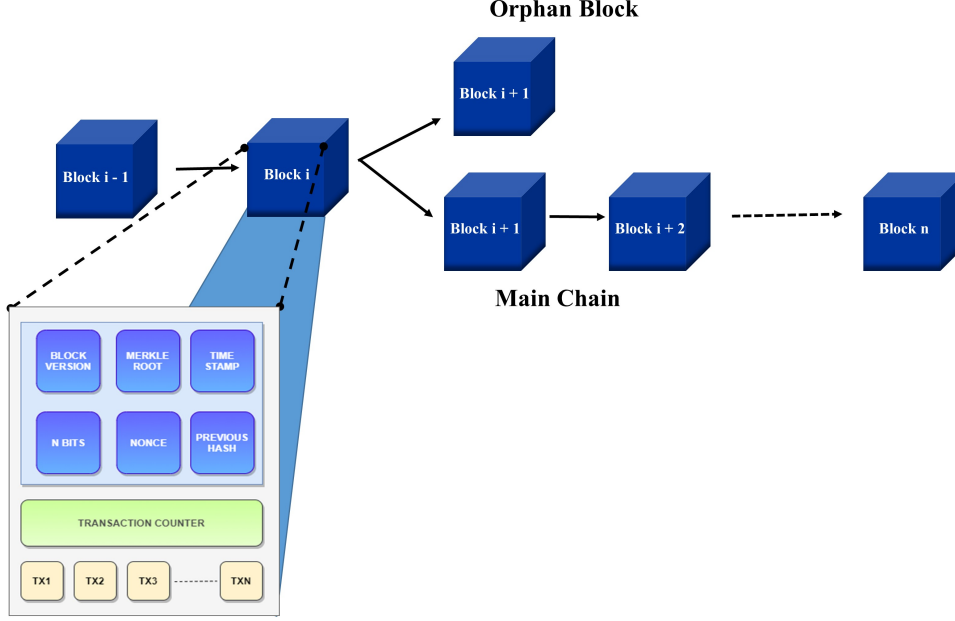 Orphan Block
Block i + 1
Block i - 1
Block i
Block i + 1
Block i + 2
Block n
Main Chain
BLOCK
VERSION
MERKLE
ROOT
TIME
STAMP
N BITS
NONCE
PREVIOUS
HASH
TRANSACTION COUNTER
TX1
TX2
TX3
TXN